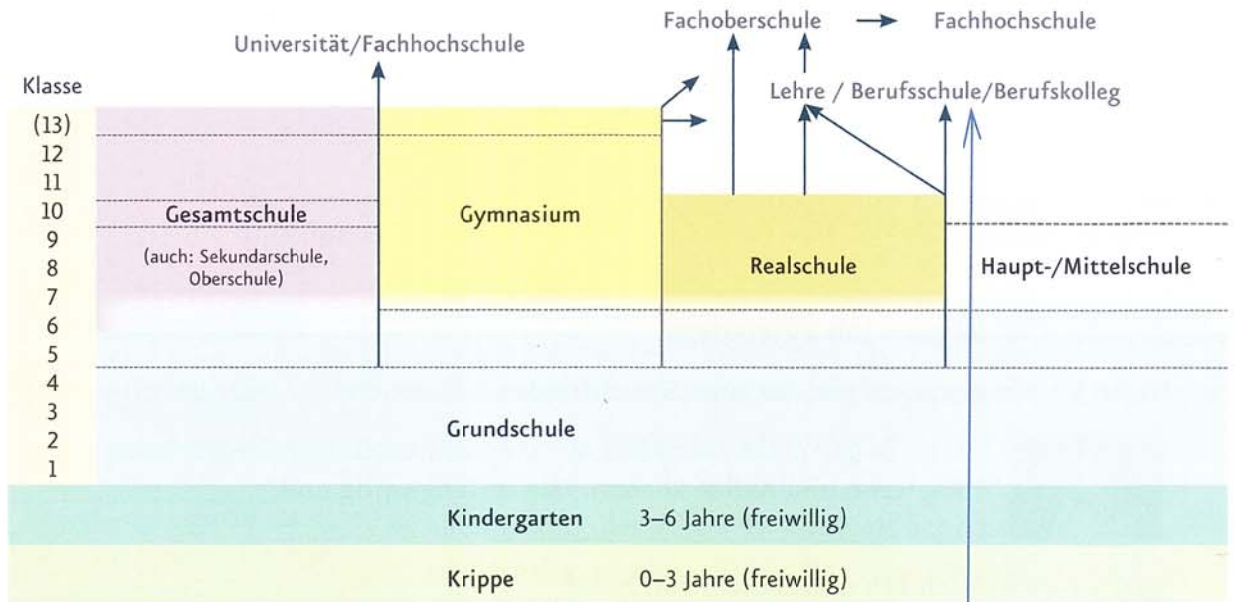 Fachoberschule → Fachhochschule
Universität/Fachhochschule
Klasse
Lehre / Berufsschule/Berufskolleg
(13)
12
11
10
9
8
7
6
5
4
3
2
1
Gesamtschule
(auch: Sekundarschule,
Oberschule)
Gymnasium
Realschule
Haupt-/Mittelschule
Grundschule
Kindergarten 3–6 Jahre (freiwillig)
Krippe 0–3 Jahre (freiwillig)